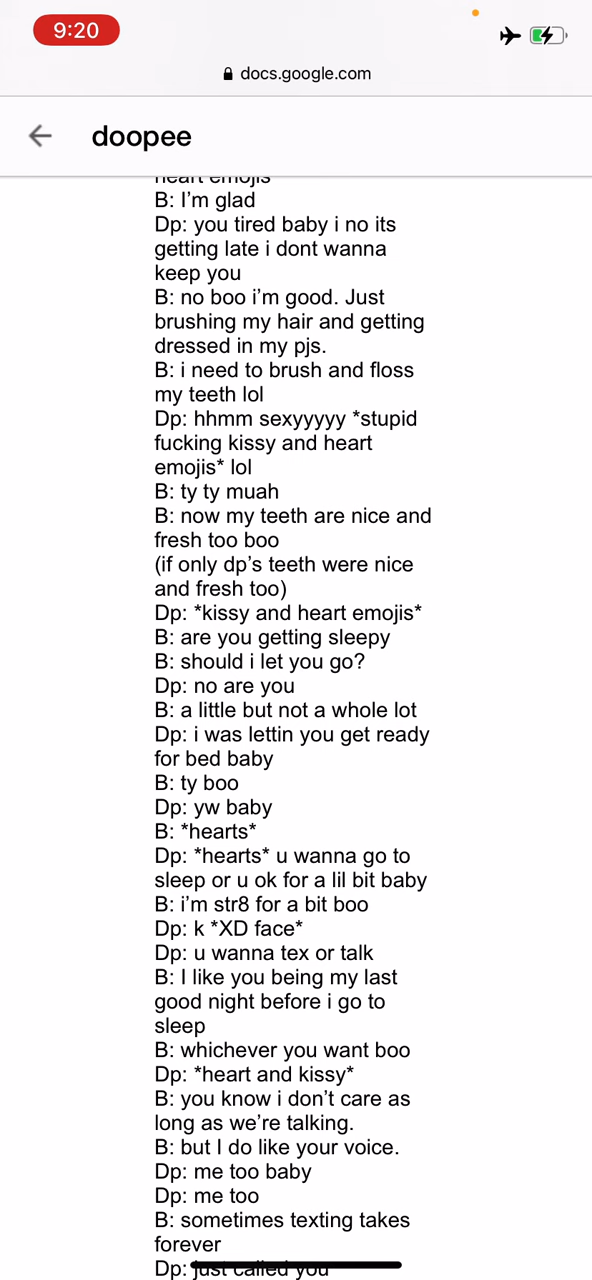 9:20
docs.google.com
doopee
heart emojis
B: I'm glad
Dp: you tired baby i no its
getting late i dont wanna
keep you
B: no boo i'm good. Just
brushing my hair and getting
dressed in my pjs.
B: i need to brush and floss
my teeth lol
Dp: hhmm sexyyyyy *stupid
fucking kissy and heart
emojis* lol
B: ty ty muah
B: now my teeth are nice and
fresh too boo
(if only dp's teeth were nice
and fresh too)
Dp: *kissy and heart emojis*
B: are you getting sleepy
B: should i let you go?
Dp: no are you
B: a little but not a whole lot
Dp: i was lettin you get ready
for bed baby
B: ty boo
Dp: yw baby
B: *hearts*
Dp: *hearts* u wanna go to
sleep or u ok for a lil bit baby
B: i'm str8 for a bit boo
Dp: k *XD face*
Dp: u wanna tex or talk
B: I like you being my last
good night before i go to
sleep
B: whichever you want boo
Dp: *heart and kissy*
B: you know i don't care as
long as we're talking.
B: but I do like your voice.
Dp: me too baby
Dp: me too
B: sometimes texting takes
forever
Dp: just called you